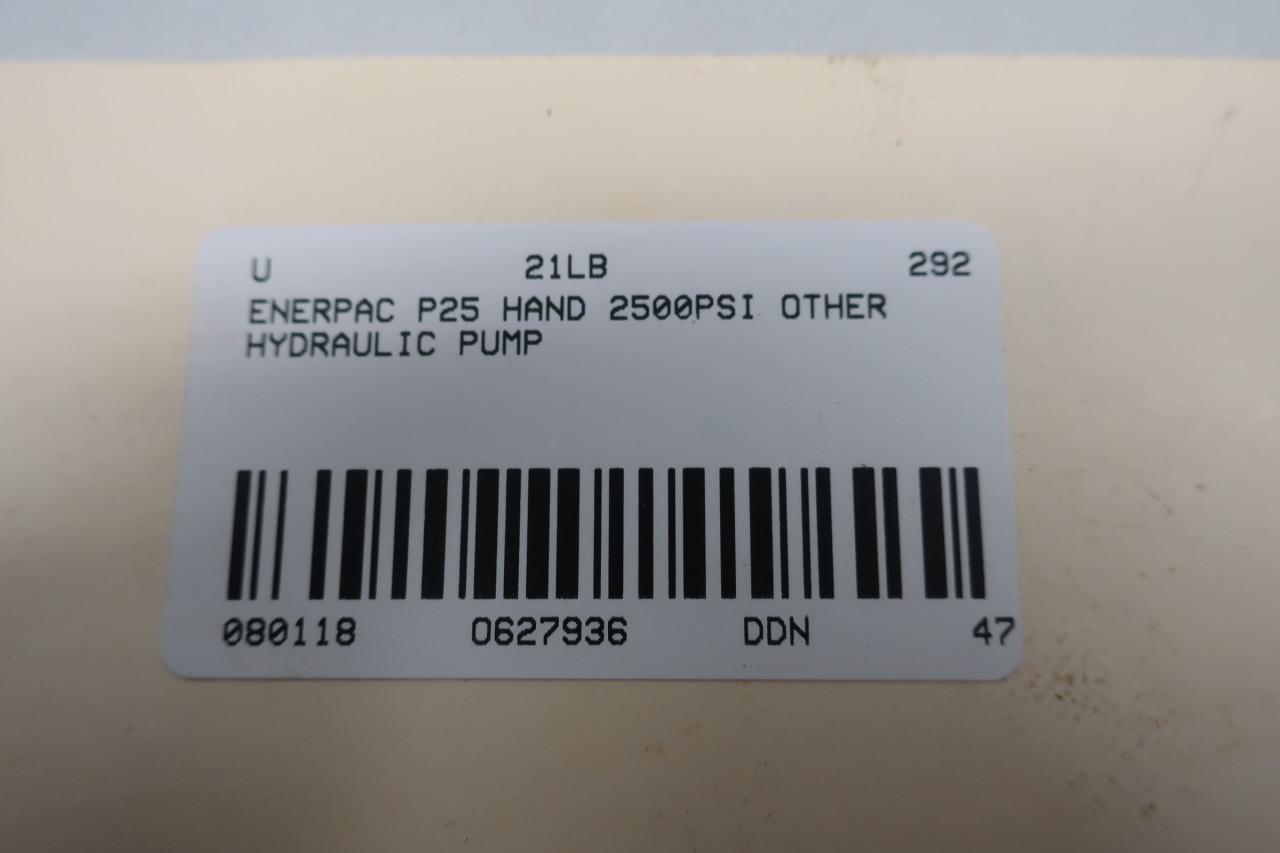 U 21LB 292
ENERPAC P25 HAND 2500PSI OTHER
HYDRAULIC PUMP
080118 0627936 DDN 47